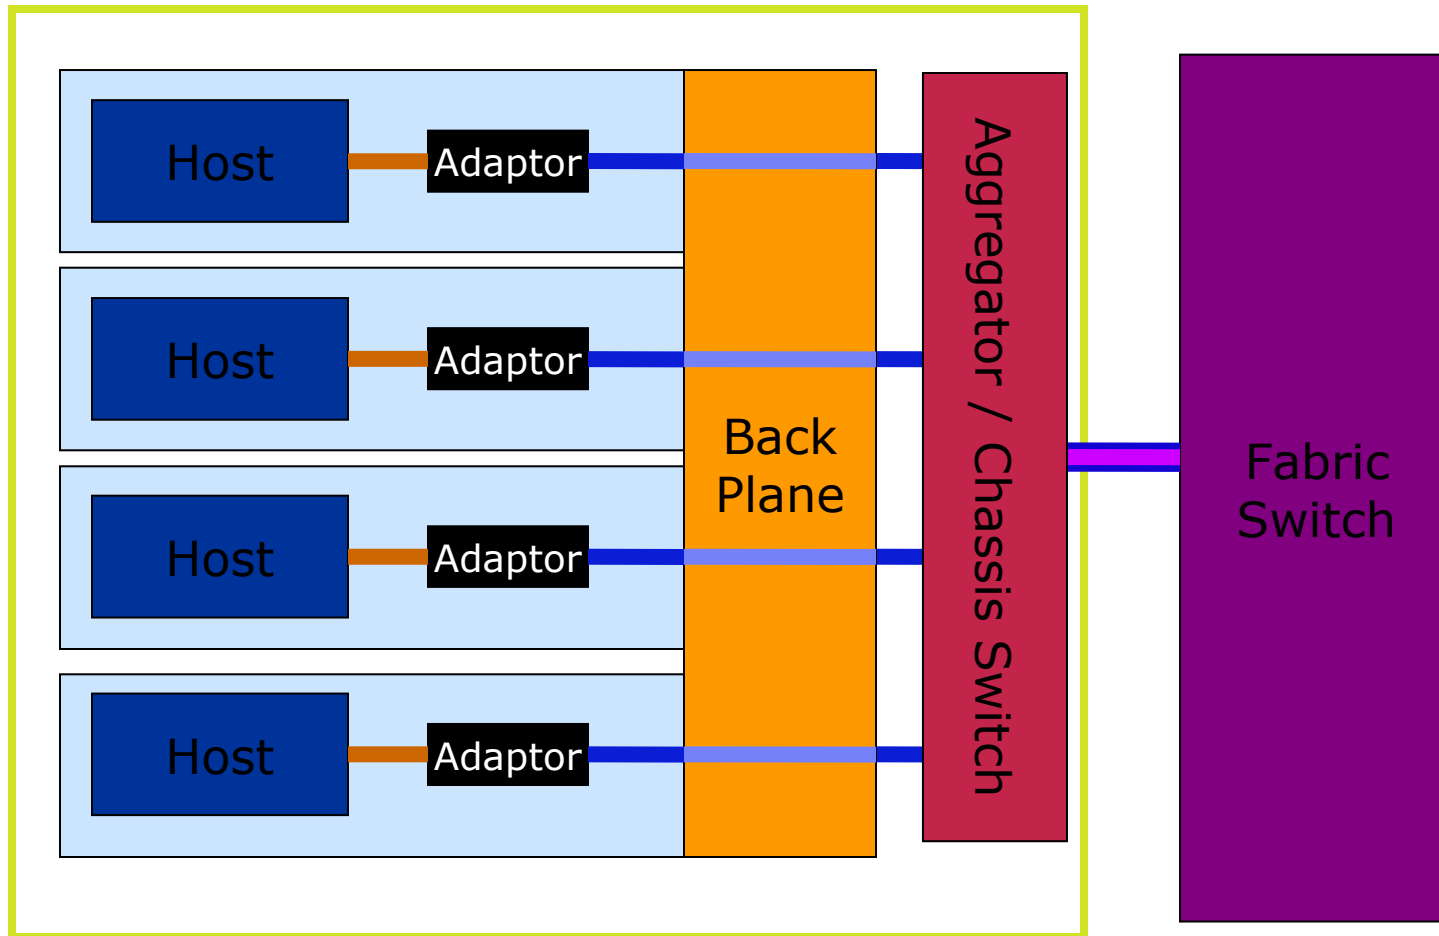 Host
Adaptor
Host
Adaptor
Host
Adaptor
Host
Adaptor
Back
Plane
Aggregator / Chassis Switch
Fabric
Switch